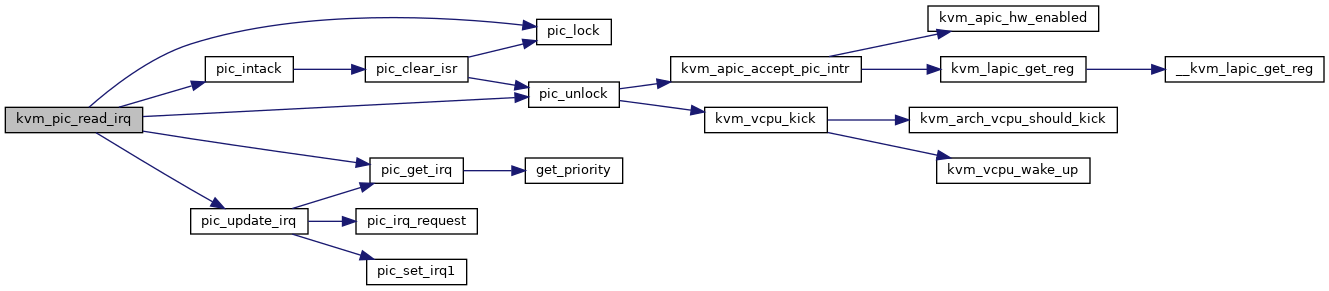 kvm_apic_hw_enabled
pic_lock
pic_intack
pic_clear_isr
kvm_apic_accept_pic_intr
kvm_lapic_get_reg
__kvm_lapic_get_reg
pic_unlock
kvm_pic_read_irq
kvm_vcpu_kick
kvm_arch_vcpu_should_kick
pic_get_irq
get_priority
kvm_vcpu_wake_up
pic_update_irq
pic_irq_request
pic_set_irq1